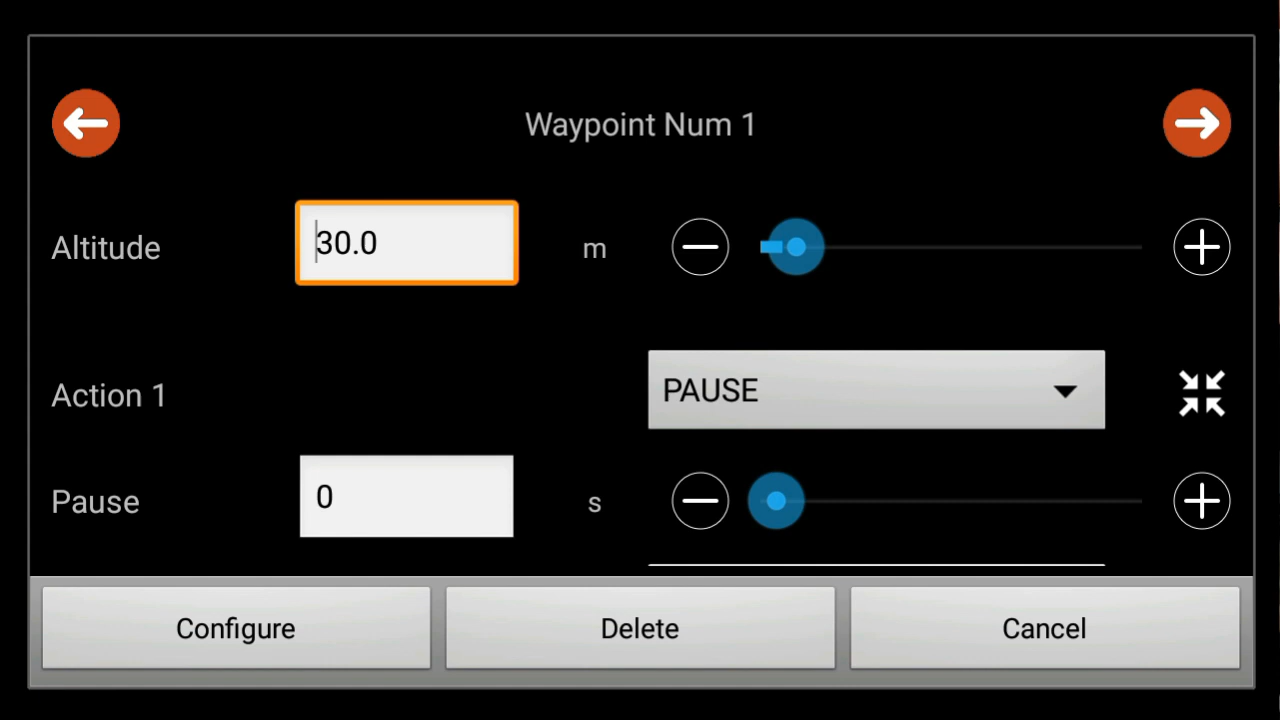 Waypoint Num 1
Altitude 30.0 m
Action 1 PAUSE
Pause 0 s
Configure Delete Cancel